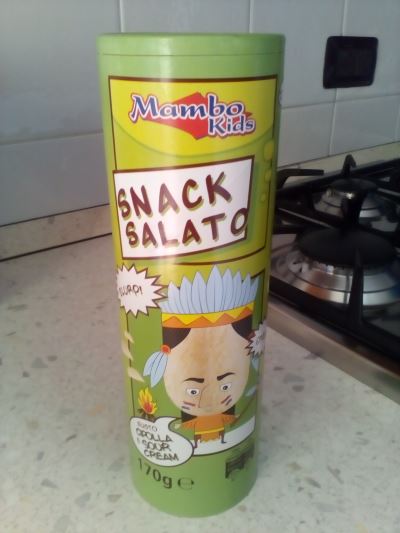 Mambo
Kids
SNACK
SALATO
SLURP!
GUSTO
CIPOLLA
& SOUR
CREAM
170g ℮